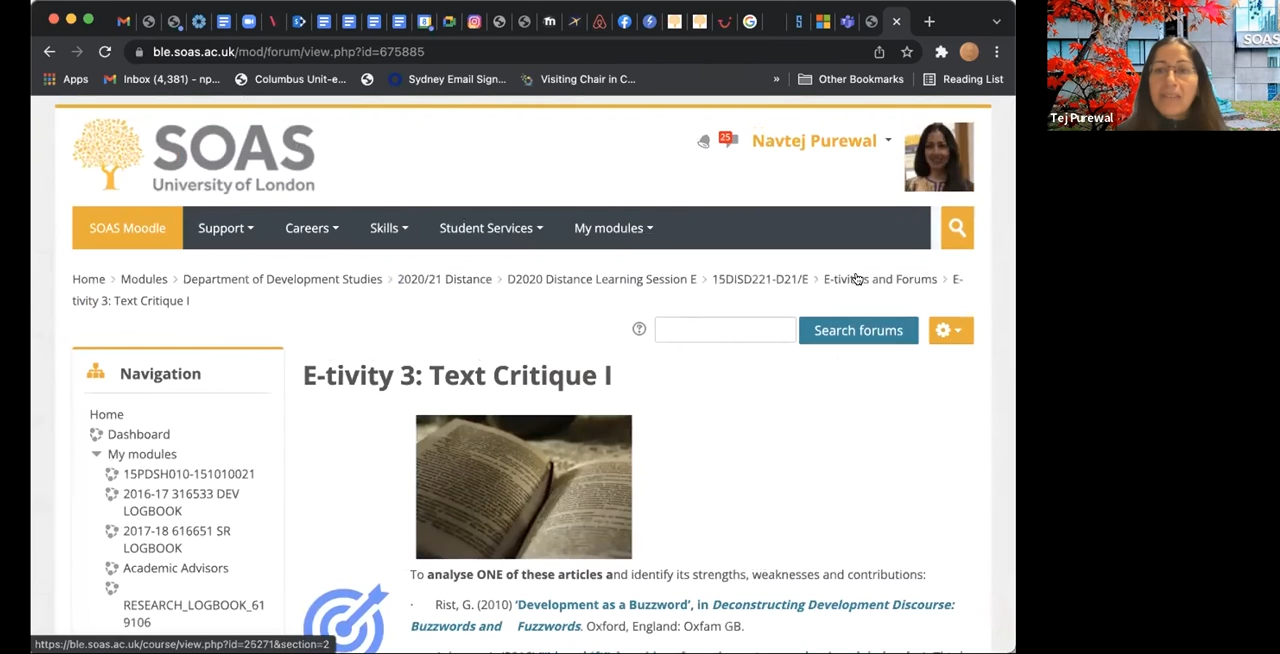 ble.soas.ac.uk/mod/forum/view.php?id=675885
Apps Inbox (4,381) - np... Columbus Unit-e... Sydney Email Sign... Visiting Chair in C... » Other Bookmarks Reading List
SOAS
University of London
25
Navtej Purewal
SOAS Moodle Support Careers Skills Student Services My modules
Home > Modules > Department of Development Studies > 2020/21 Distance > D2020 Distance Learning Session E > 15DISD221-D21/E > E-tivities and Forums > E-
tivity 3: Text Critique I
Search forums
Navigation
Home
Dashboard
My modules
15PDSH010-151010021
2016-17 316533 DEV
LOGBOOK
2017-18 616651 SR
LOGBOOK
Academic Advisors
RESEARCH_LOGBOOK_61
9106
E-tivity 3: Text Critique I
To analyse ONE of these articles and identify its strengths, weaknesses and contributions:
· Rist, G. (2010) 'Development as a Buzzword', in Deconstructing Development Discourse:
Buzzwords and Fuzzwords. Oxford, England: Oxfam GB.
https://ble.soas.ac.uk/course/view.php?id=25271&section=2
SOAS
Tej Purewal